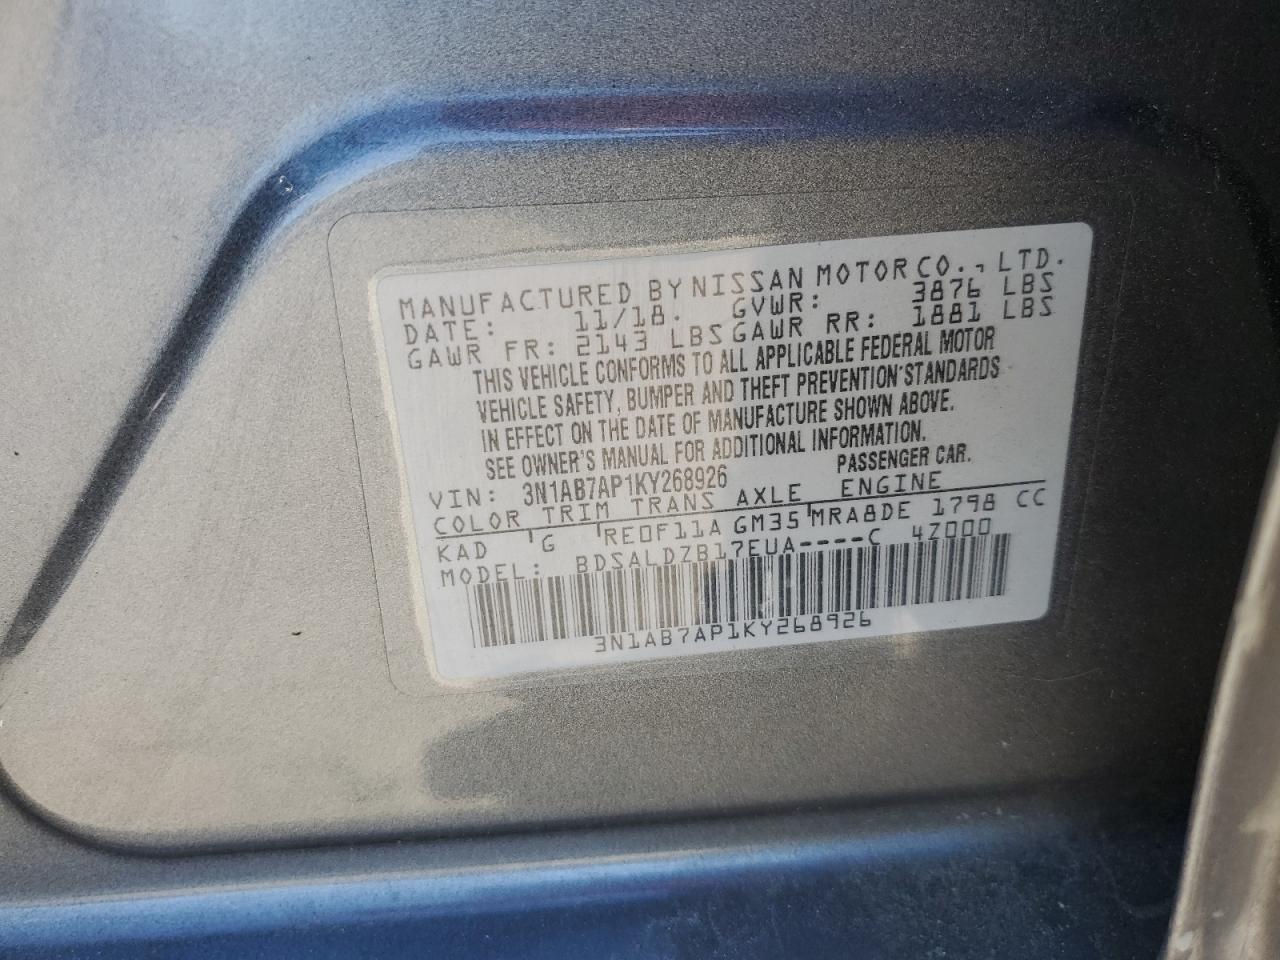 MANUFACTURED BY NISSAN MOTOR CO., LTD.
DATE: 11/18. GVWR: 3876 LBS
GAWR FR: 2143 LBS GAWR RR: 1881 LBS
THIS VEHICLE CONFORMS TO ALL APPLICABLE FEDERAL MOTOR
VEHICLE SAFETY, BUMPER AND THEFT PREVENTION STANDARDS
IN EFFECT ON THE DATE OF MANUFACTURE SHOWN ABOVE.
SEE OWNER'S MANUAL FOR ADDITIONAL INFORMATION.
VIN: 3N1AB7AP1KY268926 PASSENGER CAR.
COLOR TRIM TRANS AXLE ENGINE
KAD G RE0F11A GM35 MRA8DE 1798 CC
MODEL: BDSALDZB17EUA----C 4Z000
3N1AB7AP1KY268926